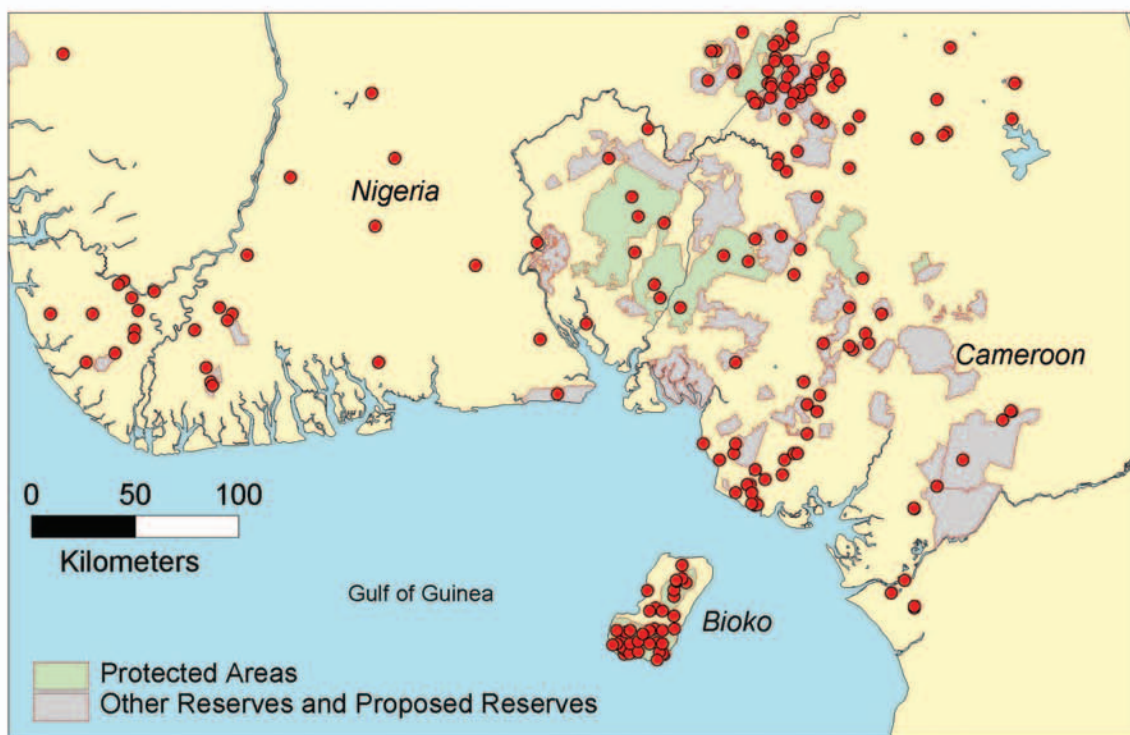 Nigeria
Cameroon
0 50 100
Kilometers
Gulf of Guinea
Bioko
Protected Areas
Other Reserves and Proposed Reserves